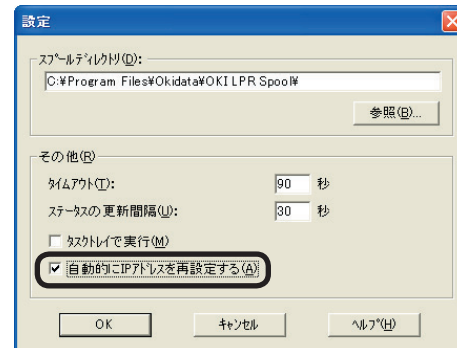 設定
スプールディレクトリ(D):
C:¥Program Files¥Okidata¥OKI LPR Spool¥
参照(B)...
その他(R)
タイムアウト(T): 90 秒
ステータスの更新間隔(U): 30 秒
タスクトレイで実行(M)
自動的にIPアドレスを再設定する(A)
OK キャンセル ヘルプ(H)